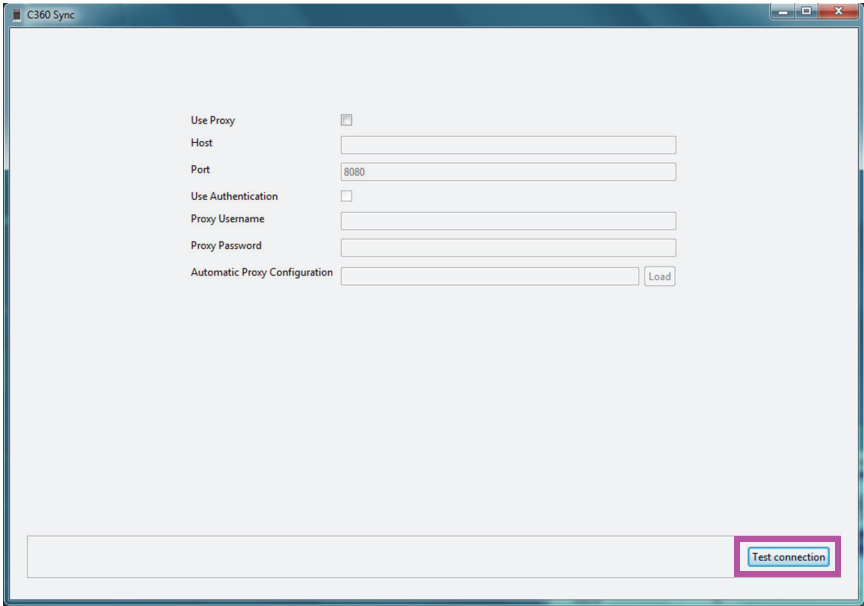 C360 Sync
Use Proxy
Host
Port
8080
Use Authentication
Proxy Username
Proxy Password
Automatic Proxy Configuration
Load
Test connection